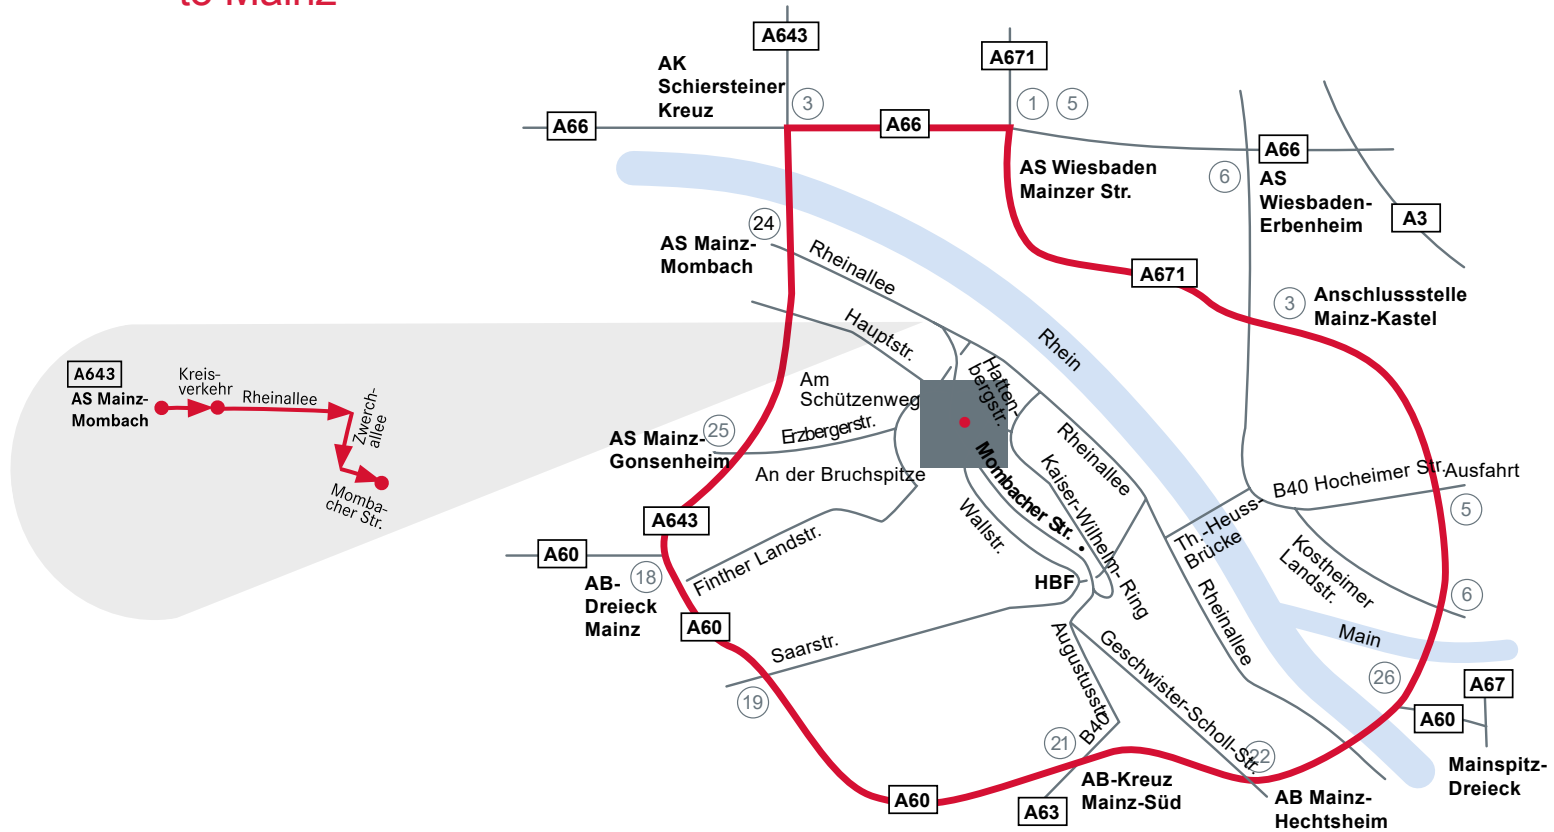 to Mainz
A643
A671
AK
Schiersteiner
Kreuz
3
1
5
A66
A66
A66
AS Wiesbaden
Mainzer Str.
6
AS
Wiesbaden-
Erbenheim
A3
24
AS Mainz-
Mombach
Rheinallee
A671
3
Anschlussstelle
Mainz-Kastel
Hauptstr.
Rhein
Hatten-
bergstr.
A643
AS Mainz-
Mombach
Kreis-
verkehr
Rheinallee
Zwerch-
allee
Momba-
cher Str.
Am
Schützenweg
Erzbergerstr.
25
AS Mainz-
Gonsenheim
An der Bruchspitze
Rheinallee
Mombacher Str.
Kaiser-Wilhelm- Ring
Wallstr.
B40 Hocheimer Str.
Ausfahrt
5
Th.-Heuss-
Brücke
Kostheimer
Landstr.
A643
A60
18
AB-
Dreieck
Mainz
Finther Landstr.
HBF
6
Rheinallee
Main
A60
Saarstr.
19
Augustusstr.
B40
Geschwister-Scholl-Str.
26
A67
A60
Mainspitz-
Dreieck
21
22
AB-Kreuz
Mainz-Süd
A60
A63
AB Mainz-
Hechtsheim